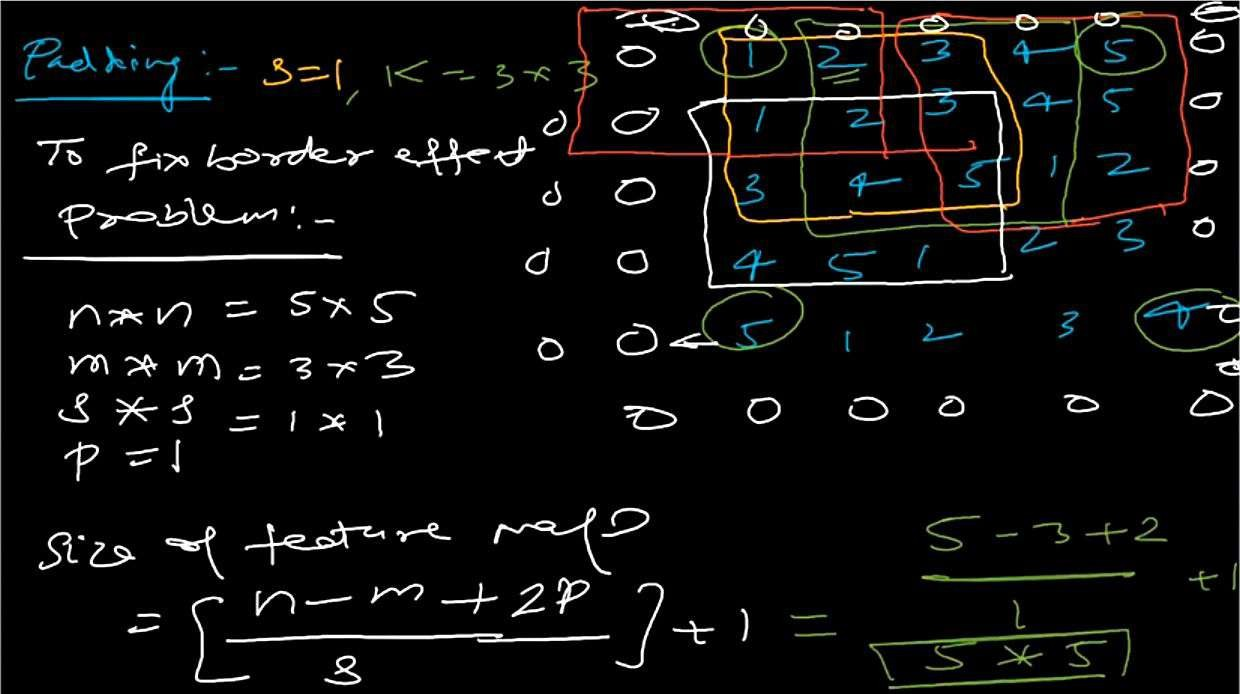 Padding :- S=1, K = 3*3
To fix border effect
Problem:-
n*n = 5*5
m*m = 3*3
S*S = 1*1
P=1
0 0 0 0 0
0 1 2 3 4 5 0
0 0 1 2 3 4 5 0
0 0 3 4 5 1 2 0
0 0 4 5 1 2 3 0
0 0 5 1 2 3 4 0
0 0 0 0 0 0
Size of feature map
= [ n-m+2P / S ] + 1 = 5-3+2 / 1 + 1
5*5